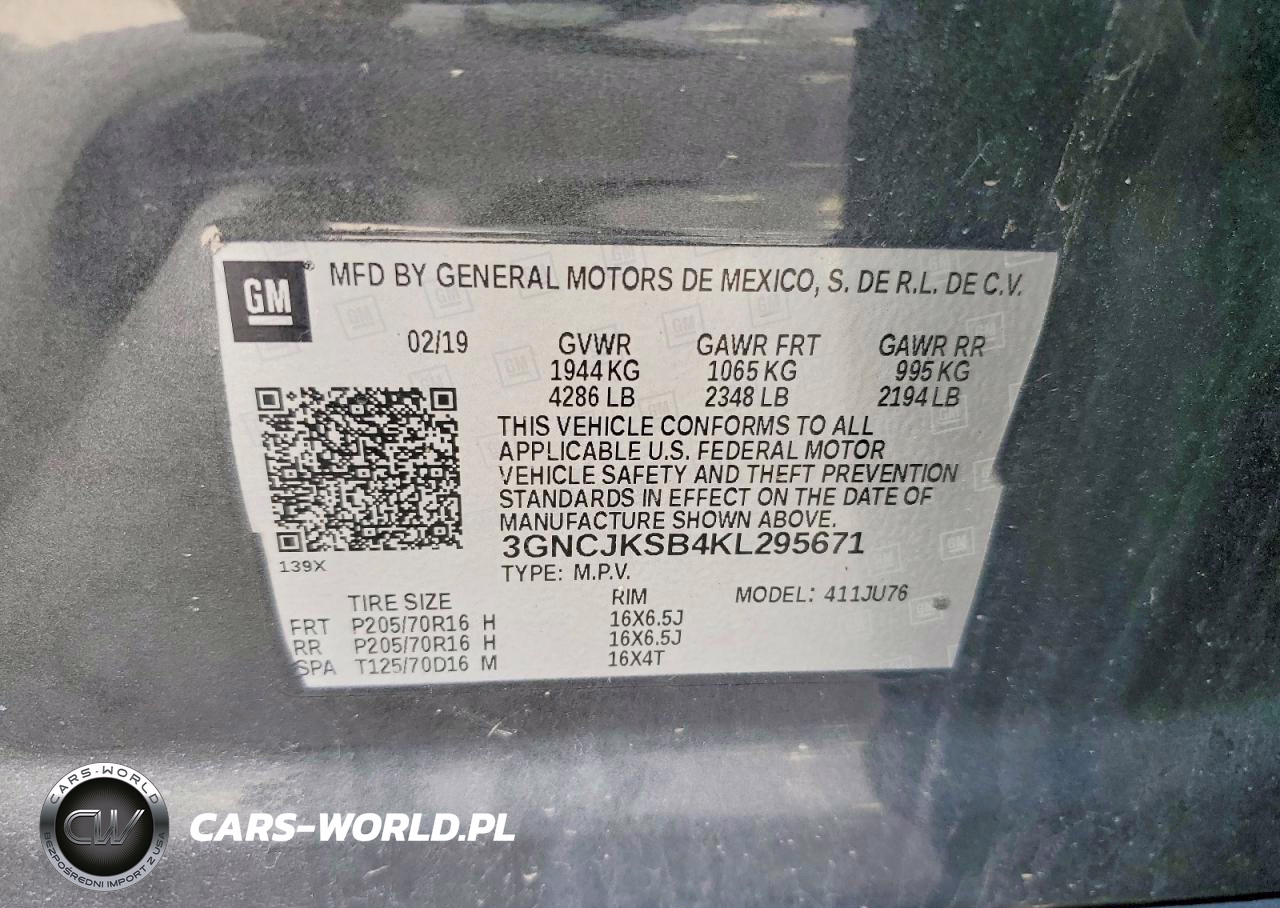 GM
MFD BY GENERAL MOTORS DE MEXICO, S. DE R.L. DE C.V.
02/19 GVWR GAWR FRT GAWR RR
1944 KG 1065 KG 995 KG
4286 LB 2348 LB 2194 LB
THIS VEHICLE CONFORMS TO ALL
APPLICABLE U.S. FEDERAL MOTOR
VEHICLE SAFETY AND THEFT PREVENTION
STANDARDS IN EFFECT ON THE DATE OF
MANUFACTURE SHOWN ABOVE.
3GNCJKSB4KL295671
139X
TYPE: M.P.V.
TIRE SIZE RIM MODEL: 411JU76
FRT P205/70R16 H 16X6.5J
RR P205/70R16 H 16X6.5J
SPA T125/70D16 M 16X4T
CARS-WORLD
CW
BEZPOŚREDNI IMPORT Z USA
CARS-WORLD.PL